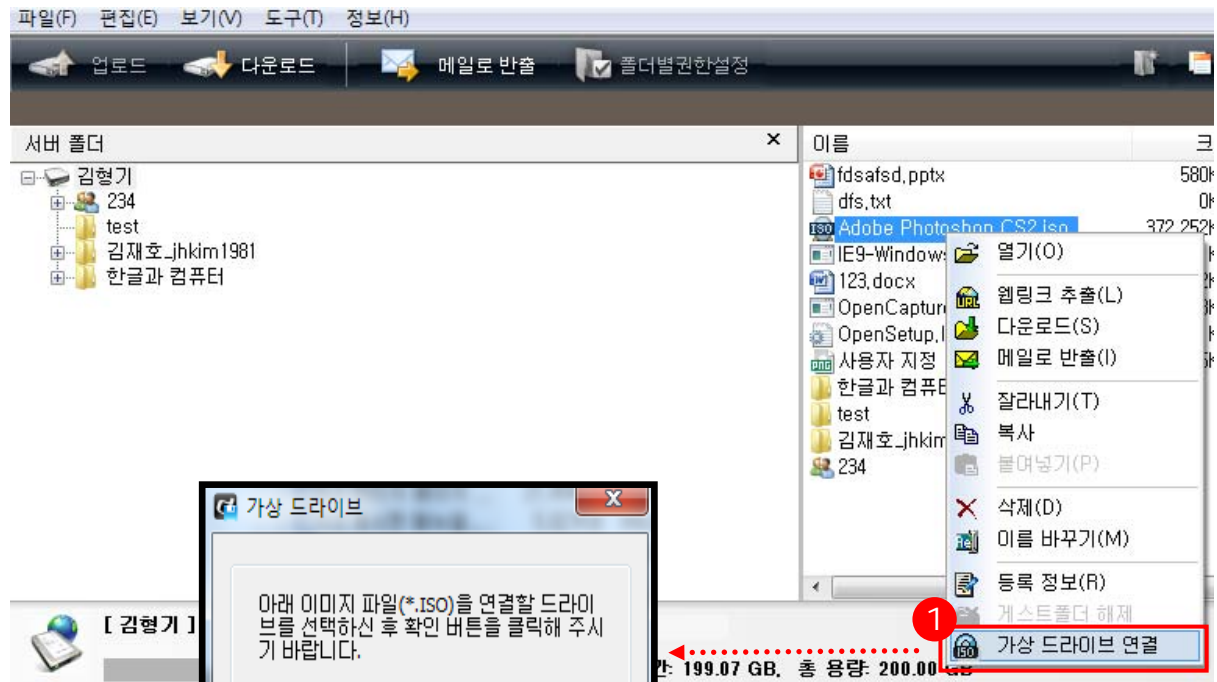 파일(F) 편집(E) 보기(V) 도구(T) 정보(H)
업로드 다운로드 메일로 반출 폴더별권한설정
서버 폴더 ×
김형기
234
test
김재호_jhkim1981
한글과 컴퓨터
이름 크
fdsafsd.pptx 580K
dfs.txt 0K
Adobe Photoshop CS2.iso 372,252K
IE9-Window
123.docx
OpenCaptur
OpenSetup.
사용자 지정
한글과 컴퓨
test
김재호_jhkim
234
열기(O)
웹링크 추출(L)
다운로드(S)
메일로 반출(I)
잘라내기(T)
복사
붙여넣기(P)
삭제(D)
이름 바꾸기(M)
등록 정보(R)
게스트폴더 해제
가상 드라이브 연결
1
가상 드라이브
아래 이미지 파일(*.ISO)을 연결할 드라이
브를 선택하신 후 확인 버튼을 클릭해 주시
기 바랍니다.
[ 김형기 ]
간: 199.07 GB, 총 용량: 200.00 GB